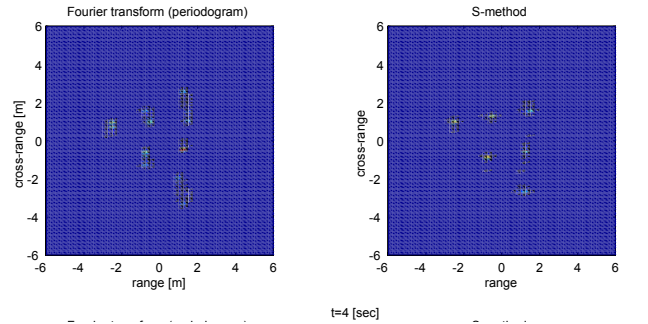 Fourier transform (periodogram)
S-method
6
4
2
0
-2
-4
-6
cross-range [m]
-6 -4 -2 0 2 4 6
range [m]
6
4
2
0
-2
-4
-6
cross-range [m]
-6 -4 -2 0 2 4 6
range
t=4 [sec]